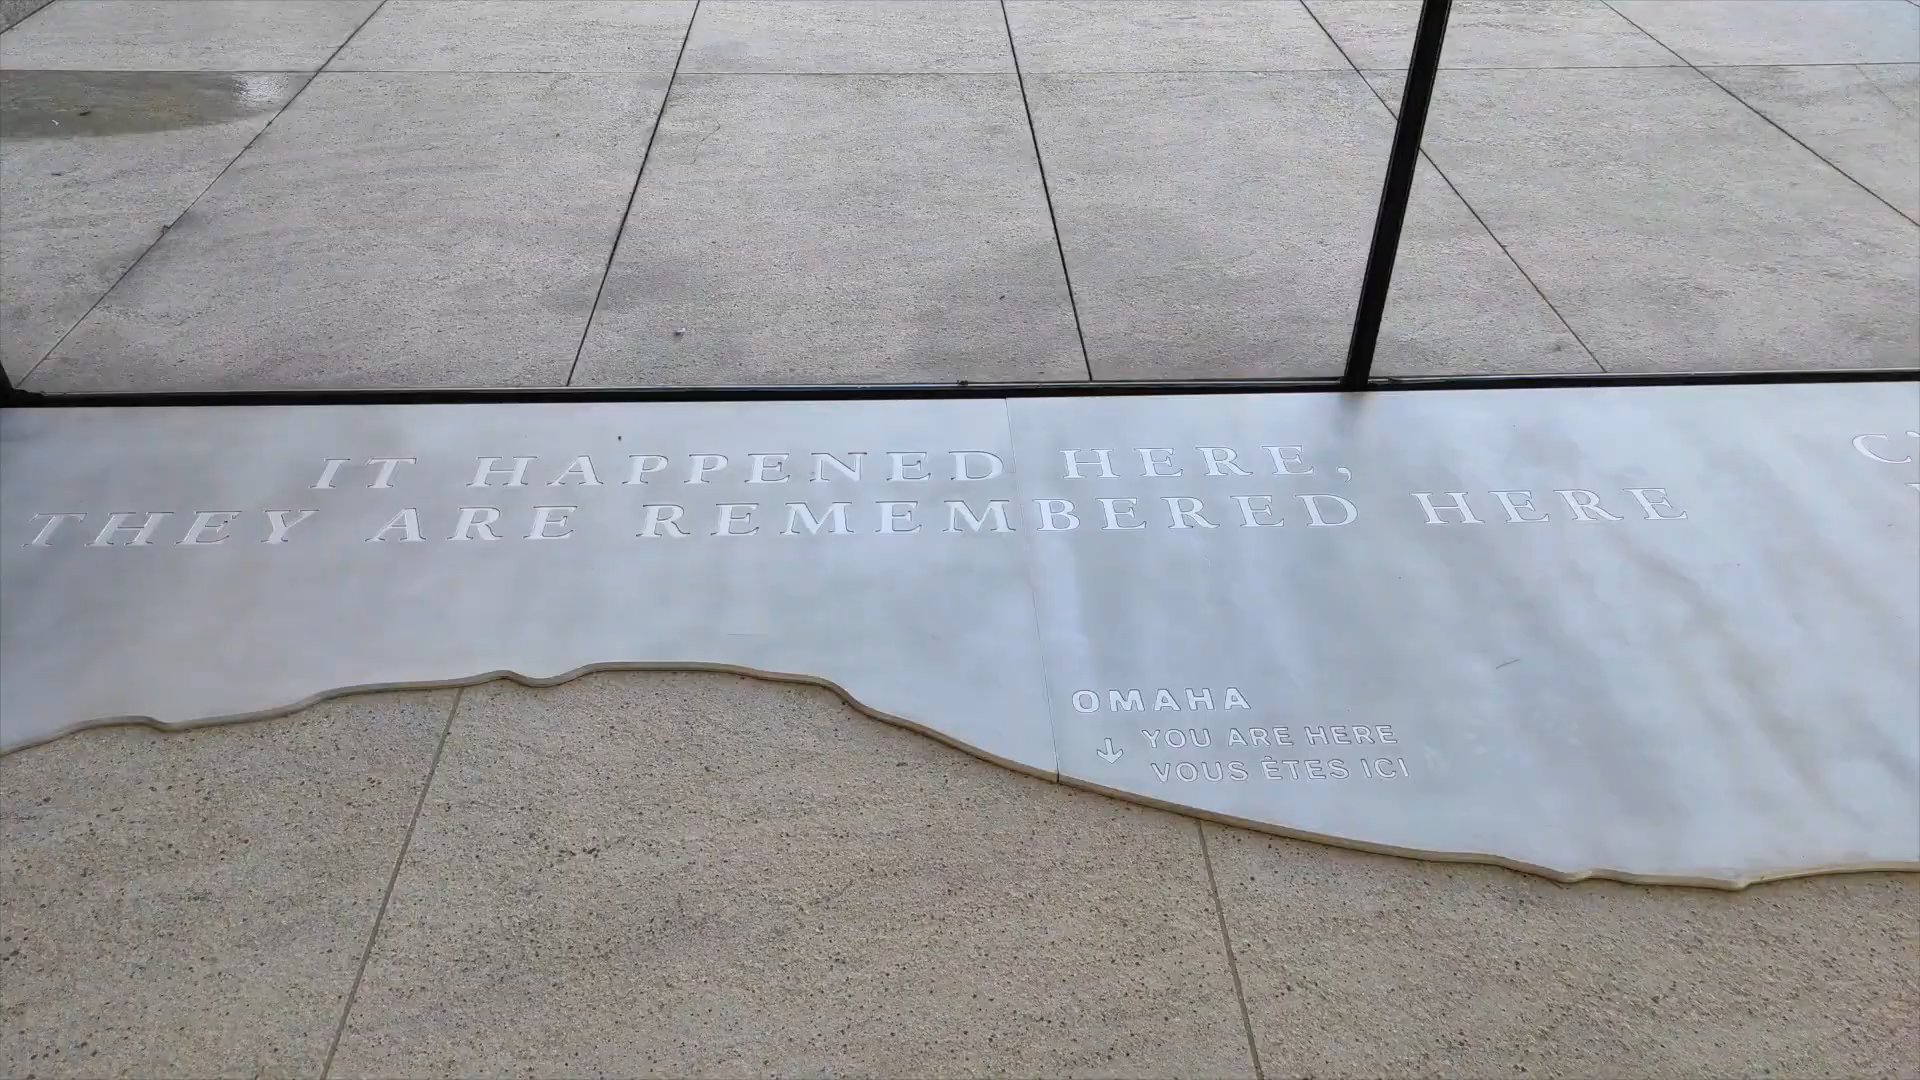 IT HAPPENED HERE,
THEY ARE REMEMBERED HERE
OMAHA
↓ YOU ARE HERE
VOUS ÊTES ICI